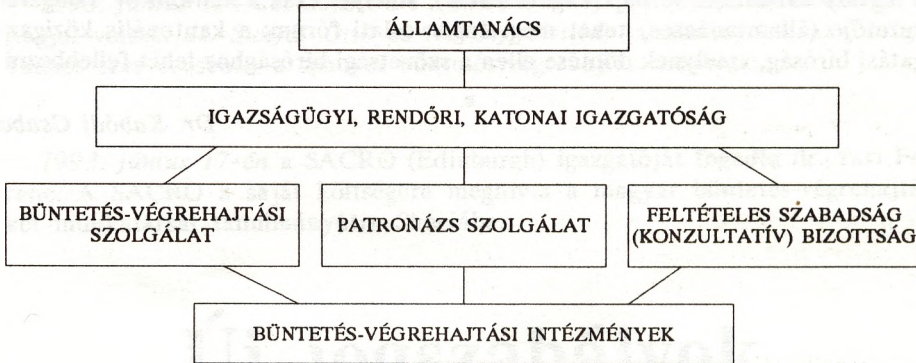 ÁLLAMTANÁCS
IGAZSÁGÜGYI, RENDŐRI, KATONAI IGAZGATÓSÁG
BÜNTETÉS-VÉGREHAJTÁSI
SZOLGÁLAT
PATRONÁZS SZOLGÁLAT
FELTÉTELES SZABADSÁG
(KONZULTATÍV) BIZOTTSÁG
BÜNTETÉS-VÉGREHAJTÁSI INTÉZMÉNYEK